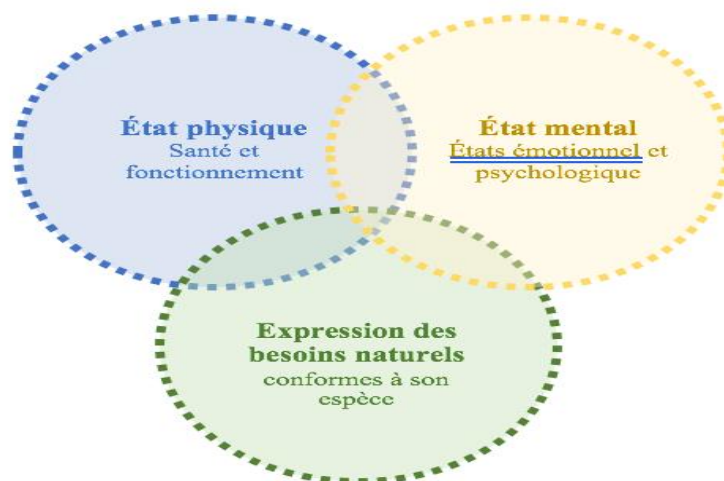 État physique
Santé et
fonctionnement
État mental
États émotionnel et
psychologique
Expression des
besoins naturels
conformes à son
espèce